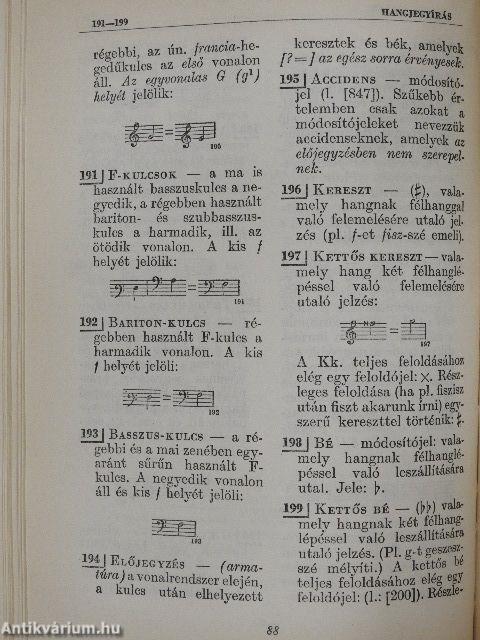 191—199
HANGJEGYÍRÁS
régebbi, az ún. francia-he-
gedűkulcs az első vonalon
áll. Az egyvonalas G (g¹)
helyét jelölik:
190
191 | F-KULCSOK — a ma is
használt basszuskulcs a ne-
gyedik, a régebben használt
bariton- és szubbasszus-
kulcs a harmadik, ill. az
ötödik vonalon. A kis f
helyét jelölik:
191
192 | BARITON-KULCS — ré-
gebben használt F-kulcs a
harmadik vonalon. A kis
f helyét jelöli:
192
193 | BASSZUS-KULCS — a ré-
gebbi és a mai zenében egy-
aránt sűrűn használt F-
kulcs. A negyedik vonalon
áll és kis f helyét jelöli:
193
194 | ELŐJEGYZÉS — (arma-
túra) a vonalrendszer elején,
a kulcs után elhelyezett
keresztek és bék, amelyek
[?=] az egész sorra érvényesek.
195 | ACCIDENS — módosító-
jel (l. [847]). Szűkebb ér-
telemben csak azokat a
módosítójeleket nevezzük
accidenseknek, amelyek az
előjegyzésben nem szerepel-
nek.
196 | KERESZT — (♯), vala-
mely hangnak félhanggal
való felemelésére utaló jel-
zés (pl. f-et fisz-szé emeli).
197 | KETTŐS KERESZT — vala-
mely hang két félhanglé-
péssel való felemelésére
utaló jelzés:
197
A Kk. teljes feloldásához
elég egy feloldójel: x. Rész-
leges feloldása (ha pl. fiszisz
után fiszt akarunk írni) egy-
szerű kereszttel történik: ♯.
198 | BÉ — módosítójel: vala-
mely hangnak félhanglé-
péssel való leszállítására
utal. Jele: ♭.
199 | KETTŐS BÉ — (♭♭) vala-
mely hangnak két félhang-
lépéssel való leszállítására
utaló jelzés. (Pl. g-t geszesz-
szé mélyíti.) A kettős bé
teljes feloldásához elég egy
feloldójel: (l.: [200]). Részle-
88
Antikvárium.hu